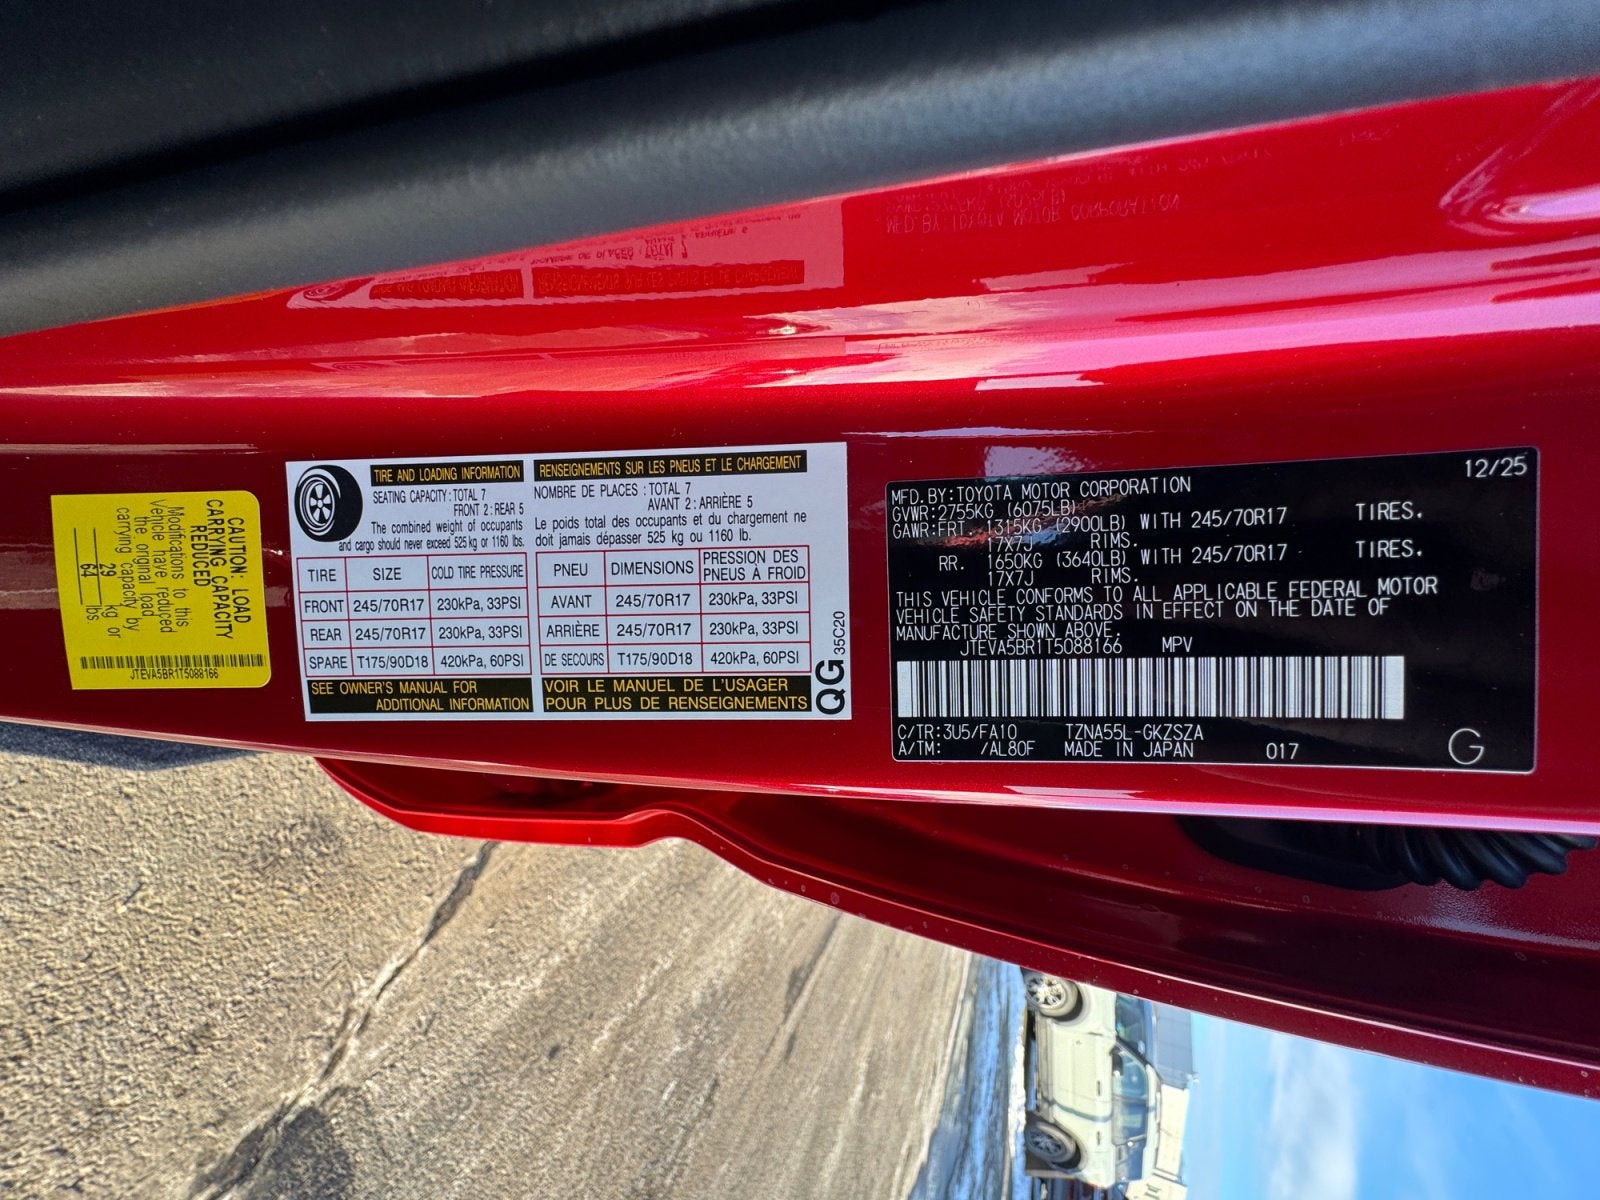 CAUTION: LOAD
CARRYING CAPACITY
REDUCED
Modifications to this
Vehicle have reduced
the original load
carrying capacity by
29 kg or
64 lbs.
JTEVA5BR1T5088166
TIRE AND LOADING INFORMATION
SEATING CAPACITY : TOTAL 7
FRONT 2 : REAR 5
The combined weight of occupants
and cargo should never exceed 525 kg or 1160 lbs.
TIRE SIZE COLD TIRE PRESSURE
FRONT 245/70R17 230kPa, 33PSI
REAR 245/70R17 230kPa, 33PSI
SPARE T175/90D18 420kPa, 60PSI
SEE OWNER'S MANUAL FOR
ADDITIONAL INFORMATION
RENSEIGNEMENTS SUR LES PNEUS ET LE CHARGEMENT
NOMBRE DE PLACES : TOTAL 7
AVANT 2 : ARRIÈRE 5
Le poids total des occupants et du chargement ne
doit jamais dépasser 525 kg ou 1160 lb.
PNEU DIMENSIONS PRESSION DES
PNEUS À FROID
AVANT 245/70R17 230kPa, 33PSI
ARRIÈRE 245/70R17 230kPa, 33PSI
DE SECOURS T175/90D18 420kPa, 60PSI
VOIR LE MANUEL DE L'USAGER
POUR PLUS DE RENSEIGNEMENTS
QG 35C20
12/25
MFD.BY:TOYOTA MOTOR CORPORATION
GVWR:2755KG (6075LB)
GAWR:FRT. 1315KG (2900LB) WITH 245/70R17 TIRES.
17X7J RIMS.
RR. 1650KG (3640LB) WITH 245/70R17 TIRES.
17X7J RIMS.
THIS VEHICLE CONFORMS TO ALL APPLICABLE FEDERAL MOTOR
VEHICLE SAFETY STANDARDS IN EFFECT ON THE DATE OF
MANUFACTURE SHOWN ABOVE.
JTEVA5BR1T5088166 MPV
C/TR:3U5/FA10 TZNA55L-GKZSZA
A/TM: /AL80F MADE IN JAPAN 017
G